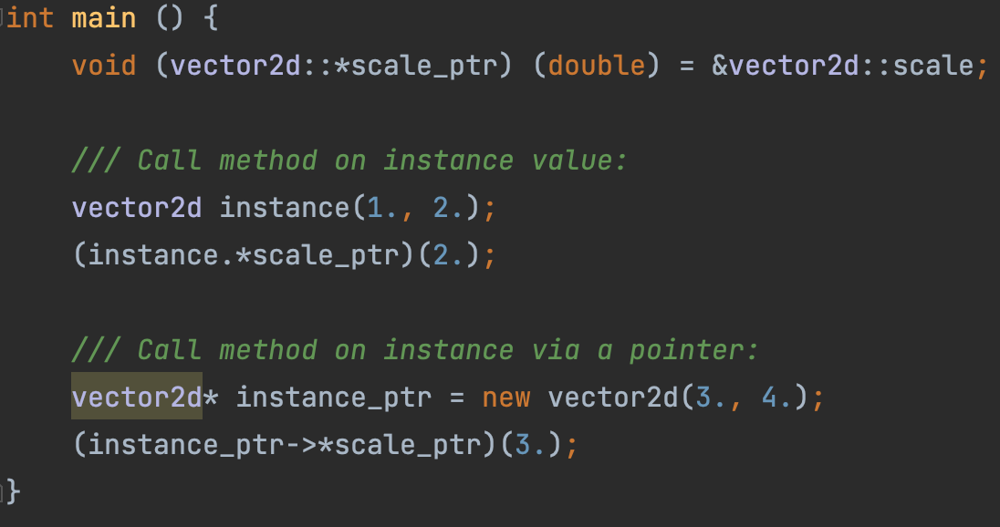 int main () {
    void (vector2d::*scale_ptr) (double) = &vector2d::scale;
    /// Call method on instance value:
    vector2d instance(1., 2.);
    (instance.*scale_ptr)(2.);
    /// Call method on instance via a pointer:
    vector2d* instance_ptr = new vector2d(3., 4.);
    (instance_ptr->*scale_ptr)(3.);
}